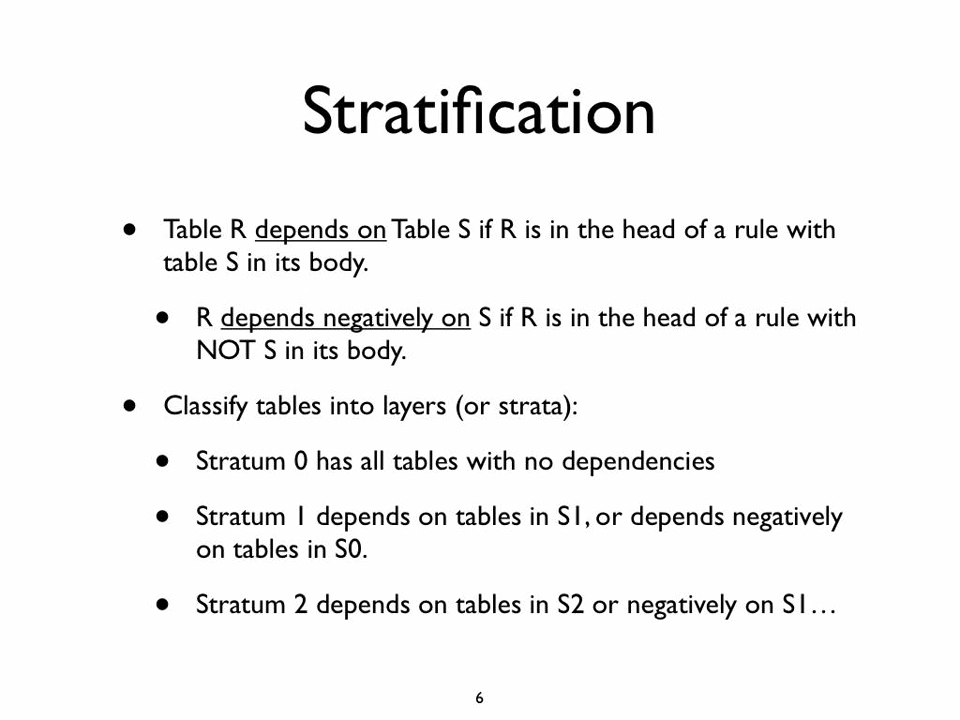 Stratification
• Table R depends on Table S if R is in the head of a rule with
table S in its body.
• R depends negatively on S if R is in the head of a rule with
NOT S in its body.
• Classify tables into layers (or strata):
• Stratum 0 has all tables with no dependencies
• Stratum 1 depends on tables in S1, or depends negatively
on tables in S0.
• Stratum 2 depends on tables in S2 or negatively on S1…
6